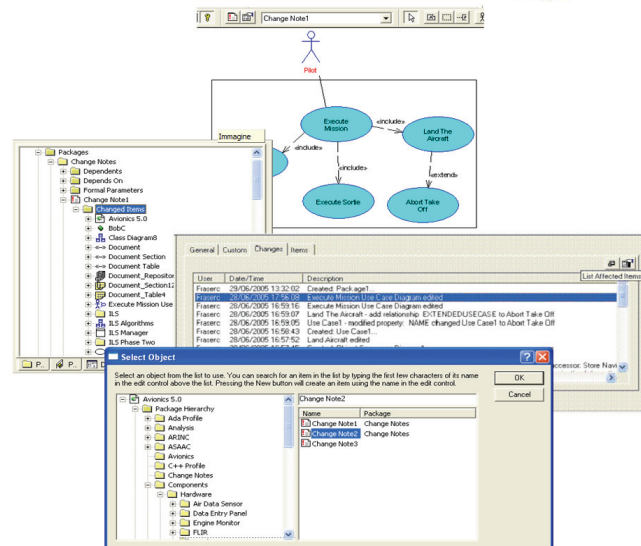 Change Note1
Pilot
Execute
Mission
«include»
Land The
Aircraft
«include»
«include»
«extend»
Execute Sortie
Abort Take
Off
Immagine
Packages
Change Notes
Dependents
Depends On
Formal Parameters
Change Note1
Changed Items
Avionics 5.0
BobC
Class Diagram8
Document
Document Section
Document Table
Document_Repositor
Document_Section12
Document_Table4
Execute Mission Use
ILS
ILS Algorithms
ILS Manager
ILS Phase Two
P..
P..
D
General Custom Changes Items
List Affected Items
User Date/Time Description
Fraserc 29/06/2005 13:32:02 Created: Package1...
Fraserc 28/06/2005 17:56:08 Execute Mission Use Case Diagram edited
Fraserc 28/06/2005 16:59:16 Execute Mission Use Case Diagram edited
Fraserc 28/06/2005 16:59:07 Land The Aircraft - add relationship EXTENDEDUSECASE to Abort Take Off
Fraserc 28/06/2005 16:59:05 Use Case1 - modified property: NAME changed Use Case1 to Abort Take Off
Fraserc 28/06/2005 16:58:43 Created: Use Case1...
Fraserc 28/06/2005 16:57:52 Land Aircraft edited
ccessor: Store Navi
Select Object
Select an object from the list to use. You can search for an item in the list by typing the first few characters of its name
in the edit control above the list. Pressing the New button will create an item using the name in the edit control.
OK
Cancel
Avionics 5.0
Package Hierarchy
Ada Profile
Analysis
ARINC
ASAAC
Avionics
C++ Profile
Change Notes
Components
Hardware
Air Data Sensor
Data Entry Panel
Engine Monitor
FLIR
Change Note2
Name Package
Change Note1 Change Notes
Change Note2 Change Notes
Change Note3